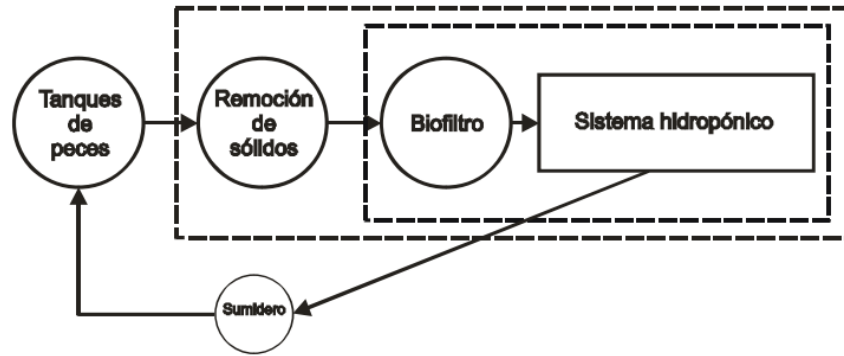 Tanques
de
peces
Remoción
de
sólidos
Biofiltro
Sistema hidropónico
Sumidero